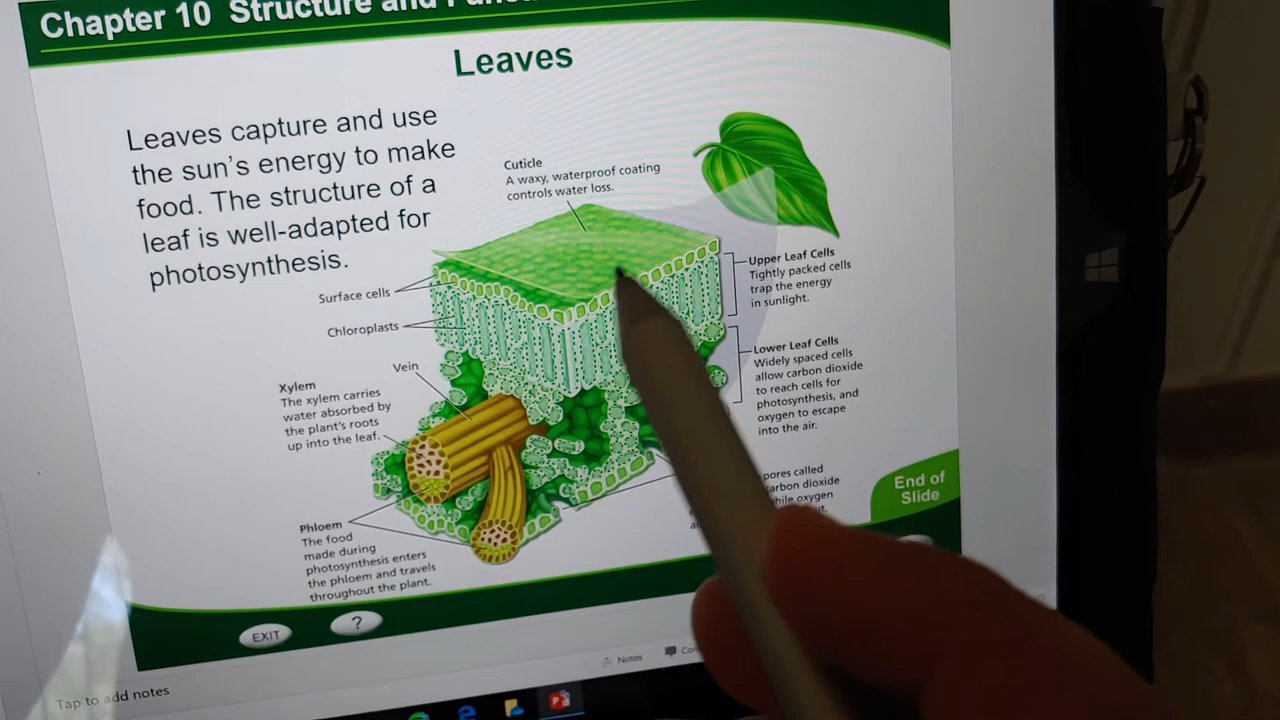 Chapter 10 Structure and
Leaves
Leaves capture and use
the sun's energy to make
food. The structure of a
leaf is well-adapted for
photosynthesis.
Cuticle
A waxy, waterproof coating
controls water loss.
Surface cells
Chloroplasts
Vein
Xylem
The xylem carries
water absorbed by
the plant's roots
up into the leaf.
Phloem
The food
made during
photosynthesis enters
the phloem and travels
throughout the plant.
Upper Leaf Cells
Tightly packed cells
trap the energy
in sunlight.
Lower Leaf Cells
Widely spaced cells
allow carbon dioxide
to reach cells for
photosynthesis, and
oxygen to escape
into the air.
pores called
carbon dioxide
while oxygen
End of
Slide
EXIT
?
Notes
Tap to add notes